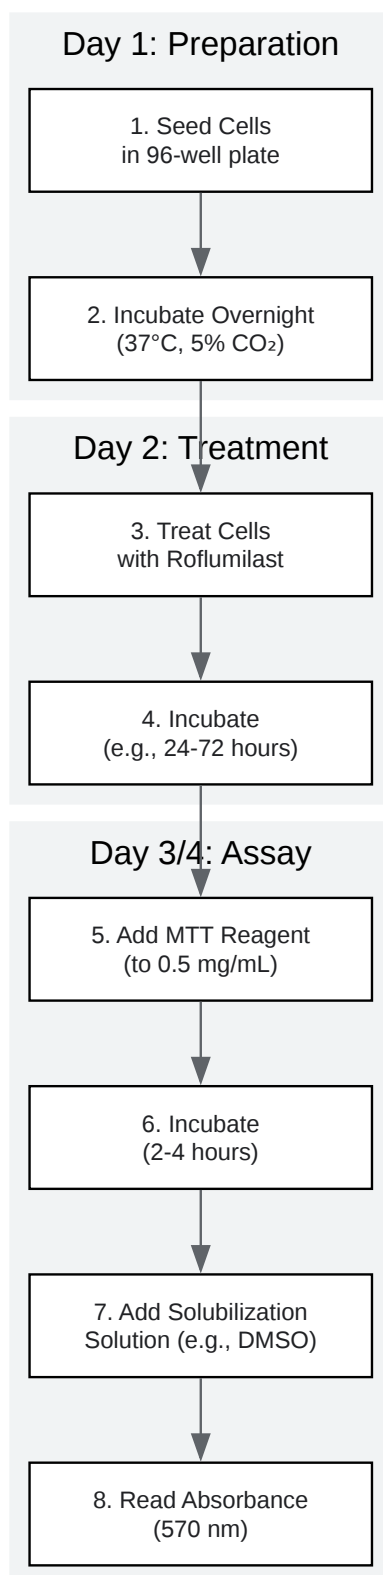 Day 1: Preparation
1. Seed Cells
in 96-well plate
2. Incubate Overnight
(37°C, 5% CO₂)
Day 2: Treatment
3. Treat Cells
with Roflumilast
4. Incubate
(e.g., 24-72 hours)
Day 3/4: Assay
5. Add MTT Reagent
(to 0.5 mg/mL)
6. Incubate
(2-4 hours)
7. Add Solubilization
Solution (e.g., DMSO)
8. Read Absorbance
(570 nm)